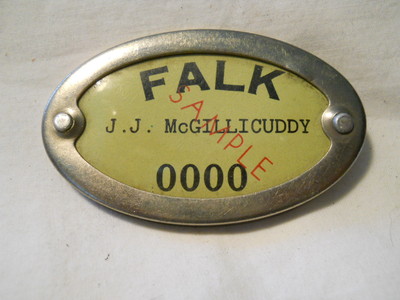 FALK
SAMPLE
J.J. McGILLICUDDY
0000